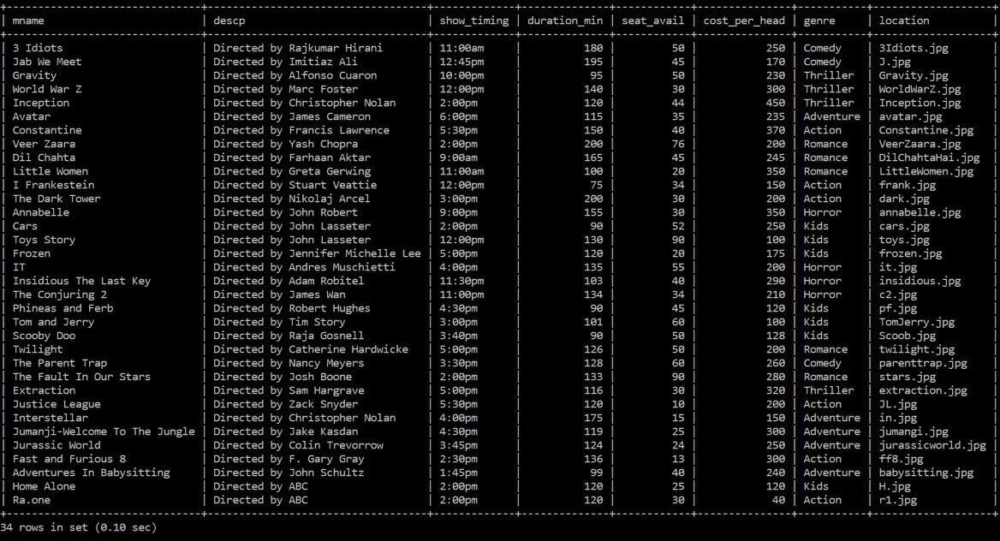 mname descp show_timing duration_min seat_avail cost_per_head genre location
3 Idiots Directed by Rajkumar Hirani 11:00am 180 50 250 Comedy 3Idiots.jpg
Jab We Meet Directed by Imitiaz Ali 12:45pm 195 45 170 Comedy J.jpg
Gravity Directed by Alfonso Cuaron 10:00pm 95 50 230 Thriller Gravity.jpg
World War Z Directed by Marc Foster 12:00pm 140 30 300 Thriller WorldWarZ.jpg
Inception Directed by Christopher Nolan 2:00pm 120 44 450 Thriller Inception.jpg
Avatar Directed by James Cameron 6:00pm 115 35 235 Adventure avatar.jpg
Constantine Directed by Francis Lawrence 5:30pm 150 40 370 Action Constantine.jpg
Veer Zaara Directed by Yash Chopra 2:00pm 200 76 200 Romance VeerZaara.jpg
Dil Chahta Directed by Farhaan Aktar 9:00am 165 45 245 Romance DilChahtaHai.jpg
Little Women Directed by Greta Gerwing 11:00am 100 20 350 Romance LittleWomen.jpg
I Frankestein Directed by Stuart Veattie 12:00pm 75 34 150 Action frank.jpg
The Dark Tower Directed by Nikolaj Arcel 3:00pm 200 30 200 Action dark.jpg
Annabelle Directed by John Robert 9:00pm 155 30 350 Horror annabelle.jpg
Cars Directed by John Lasseter 2:00pm 90 52 250 Kids cars.jpg
Toys Story Directed by John Lasseter 12:00pm 130 90 100 Kids toys.jpg
Frozen Directed by Jennifer Michelle Lee 5:00pm 120 20 175 Kids frozen.jpg
IT Directed by Andres Muschietti 4:00pm 135 55 200 Horror it.jpg
Insidious The Last Key Directed by Adam Robitel 11:30pm 103 40 290 Horror insidious.jpg
The Conjuring 2 Directed by James Wan 11:00pm 134 34 210 Horror c2.jpg
Phineas and Ferb Directed by Robert Hughes 4:30pm 90 45 120 Kids pf.jpg
Tom and Jerry Directed by Tim Story 3:00pm 101 60 100 Kids TomJerry.jpg
Scooby Doo Directed by Raja Gosnell 3:40pm 90 50 128 Kids Scoob.jpg
Twilight Directed by Catherine Hardwicke 5:00pm 126 50 200 Romance twilight.jpg
The Parent Trap Directed by Nancy Meyers 3:30pm 128 60 260 Comedy parenttrap.jpg
The Fault In Our Stars Directed by Josh Boone 2:00pm 133 90 280 Romance stars.jpg
Extraction Directed by Sam Hargrave 5:00pm 116 30 320 Thriller extraction.jpg
Justice League Directed by Zack Snyder 5:30pm 120 10 200 Action JL.jpg
Interstellar Directed by Christopher Nolan 4:00pm 175 15 150 Adventure in.jpg
Jumanji-Welcome To The Jungle Directed by Jake Kasdan 4:30pm 119 25 300 Adventure jumangi.jpg
Jurassic World Directed by Colin Trevorrow 3:45pm 124 24 250 Adventure jurassicworld.jpg
Fast and Furious 8 Directed by F. Gary Gray 2:30pm 136 13 300 Action ff8.jpg
Adventures In Babysitting Directed by John Schultz 1:45pm 99 40 240 Adventure babysitting.jpg
Home Alone Directed by ABC 2:00pm 120 25 120 Kids H.jpg
Ra.one Directed by ABC 2:00pm 120 30 40 Action r1.jpg
34 rows in set (0.10 sec)